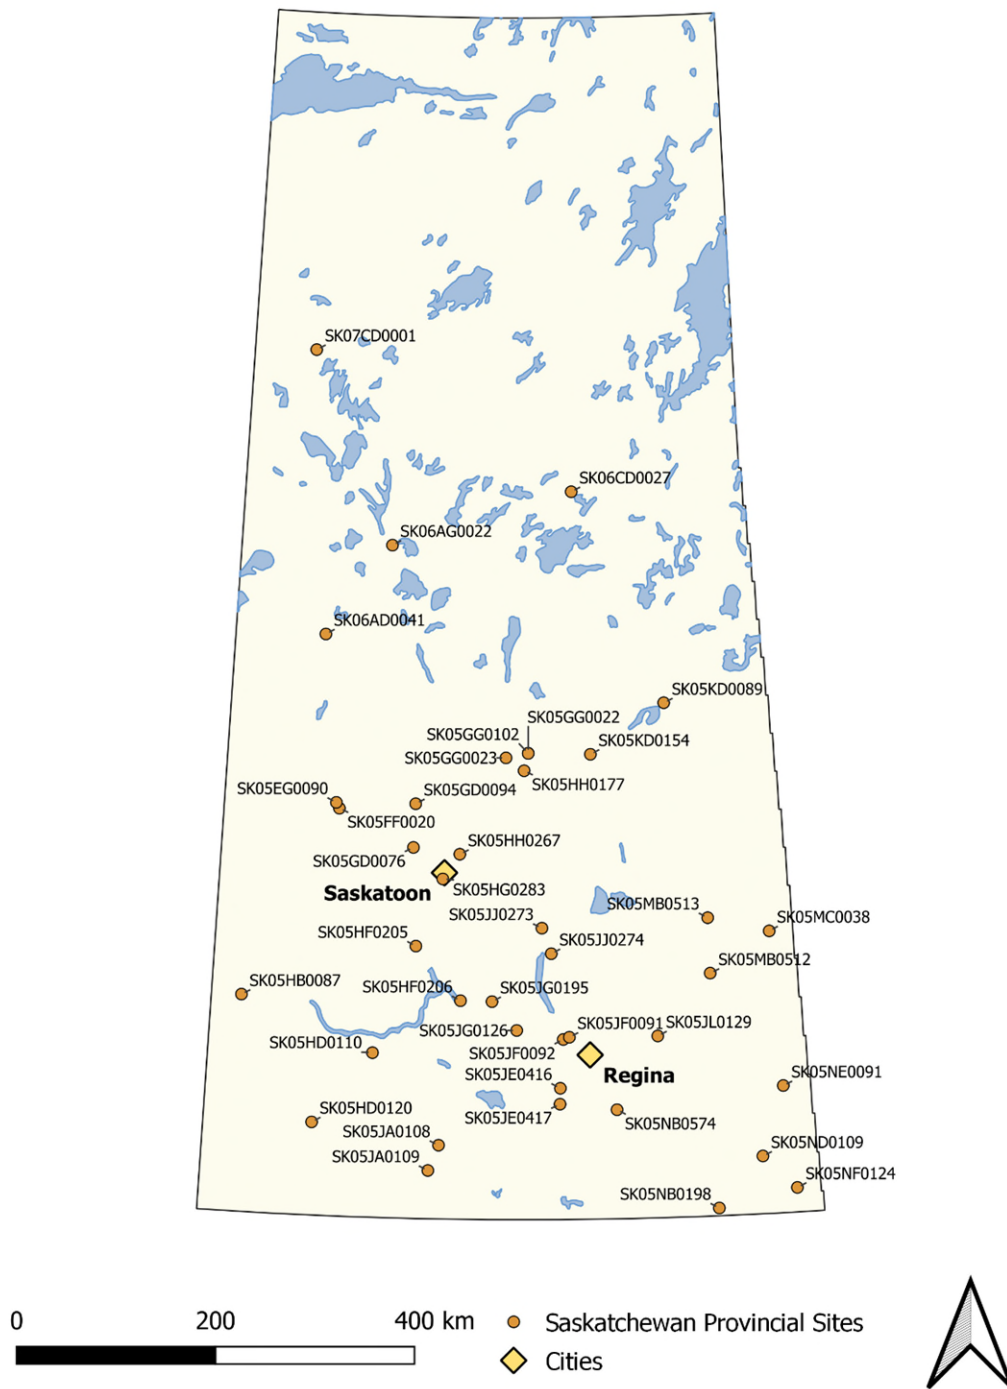 SK07CD0001
SK06CD0027
SK06AG0022
SK06AD0041
SK05KD0089
SK05GG0022
SK05GG0102
SK05KD0154
SK05GG0023
SK05HH0177
SK05EG0090
SK05GD0094
SK05FF0020
SK05HH0267
SK05GD0076
Saskatoon
SK05HG0283
SK05MB0513
SK05JJ0273
SK05MC0038
SK05HF0205
SK05JJ0274
SK05MB0512
SK05HB0087
SK05HF0206
SK05JG0195
SK05JF0091
SK05JL0129
SK05JG0126
SK05HD0110
SK05JF0092
SK05JE0416
Regina
SK05NE0091
SK05HD0120
SK05JE0417
SK05NB0574
SK05JA0108
SK05ND0109
SK05JA0109
SK05NF0124
SK05NB0198
0 200 400 km
Saskatchewan Provincial Sites
Cities